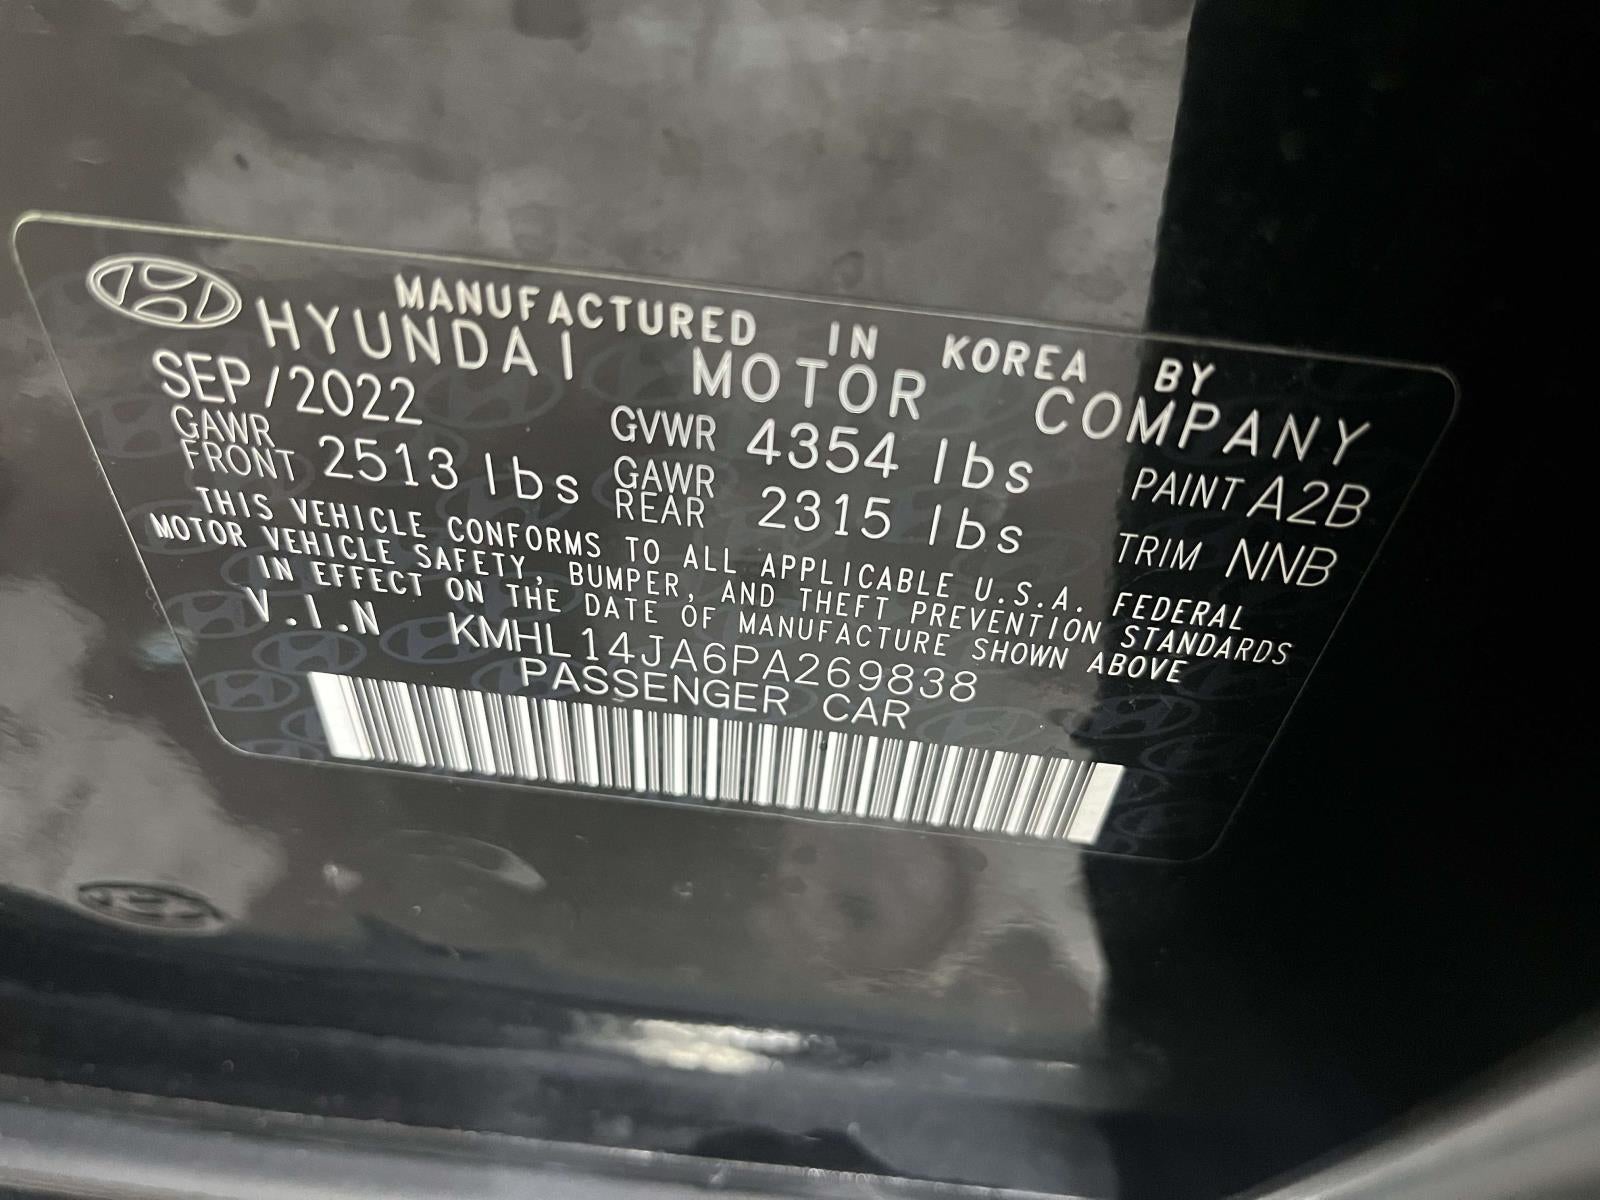 MANUFACTURED IN KOREA BY
HYUNDAI MOTOR COMPANY
SEP/2022 GVWR 4354 lbs PAINT A2B
GAWR FRONT 2513 lbs GAWR REAR 2315 lbs TRIM NNB
THIS VEHICLE CONFORMS TO ALL APPLICABLE U.S.A. FEDERAL
MOTOR VEHICLE SAFETY, BUMPER, AND THEFT PREVENTION STANDARDS
IN EFFECT ON THE DATE OF MANUFACTURE SHOWN ABOVE
V.I.N KMHL14JA6PA269838
PASSENGER CAR